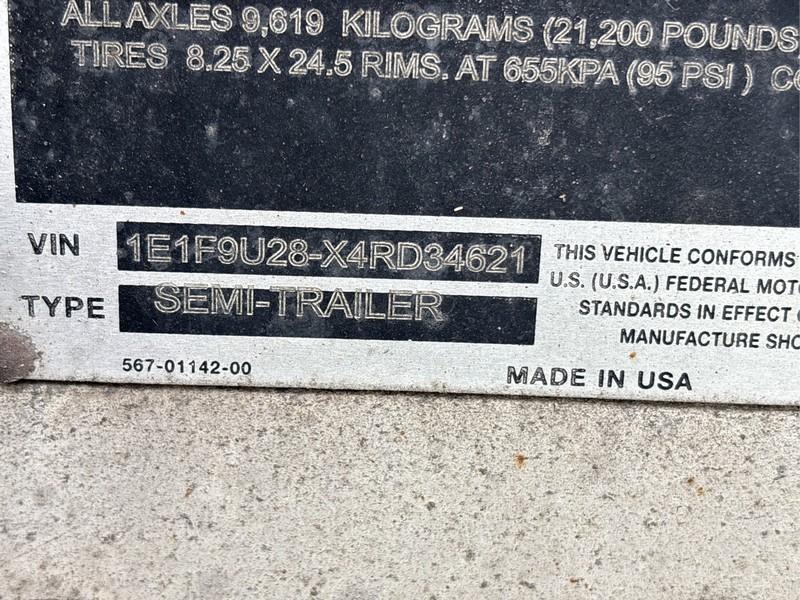 ALL AXLES 9,619 KILOGRAMS (21,200 POUNDS
TIRES 8.25 X 24.5 RIMS. AT 655KPA (95 PSI )
VIN 1E1F9U28-X4RD34621
TYPE SEMI-TRAILER
567-01142-00
THIS VEHICLE CONFORMS
U.S. (U.S.A.) FEDERAL
STANDARDS IN EFFECT
MANUFACTURE
MADE IN USA